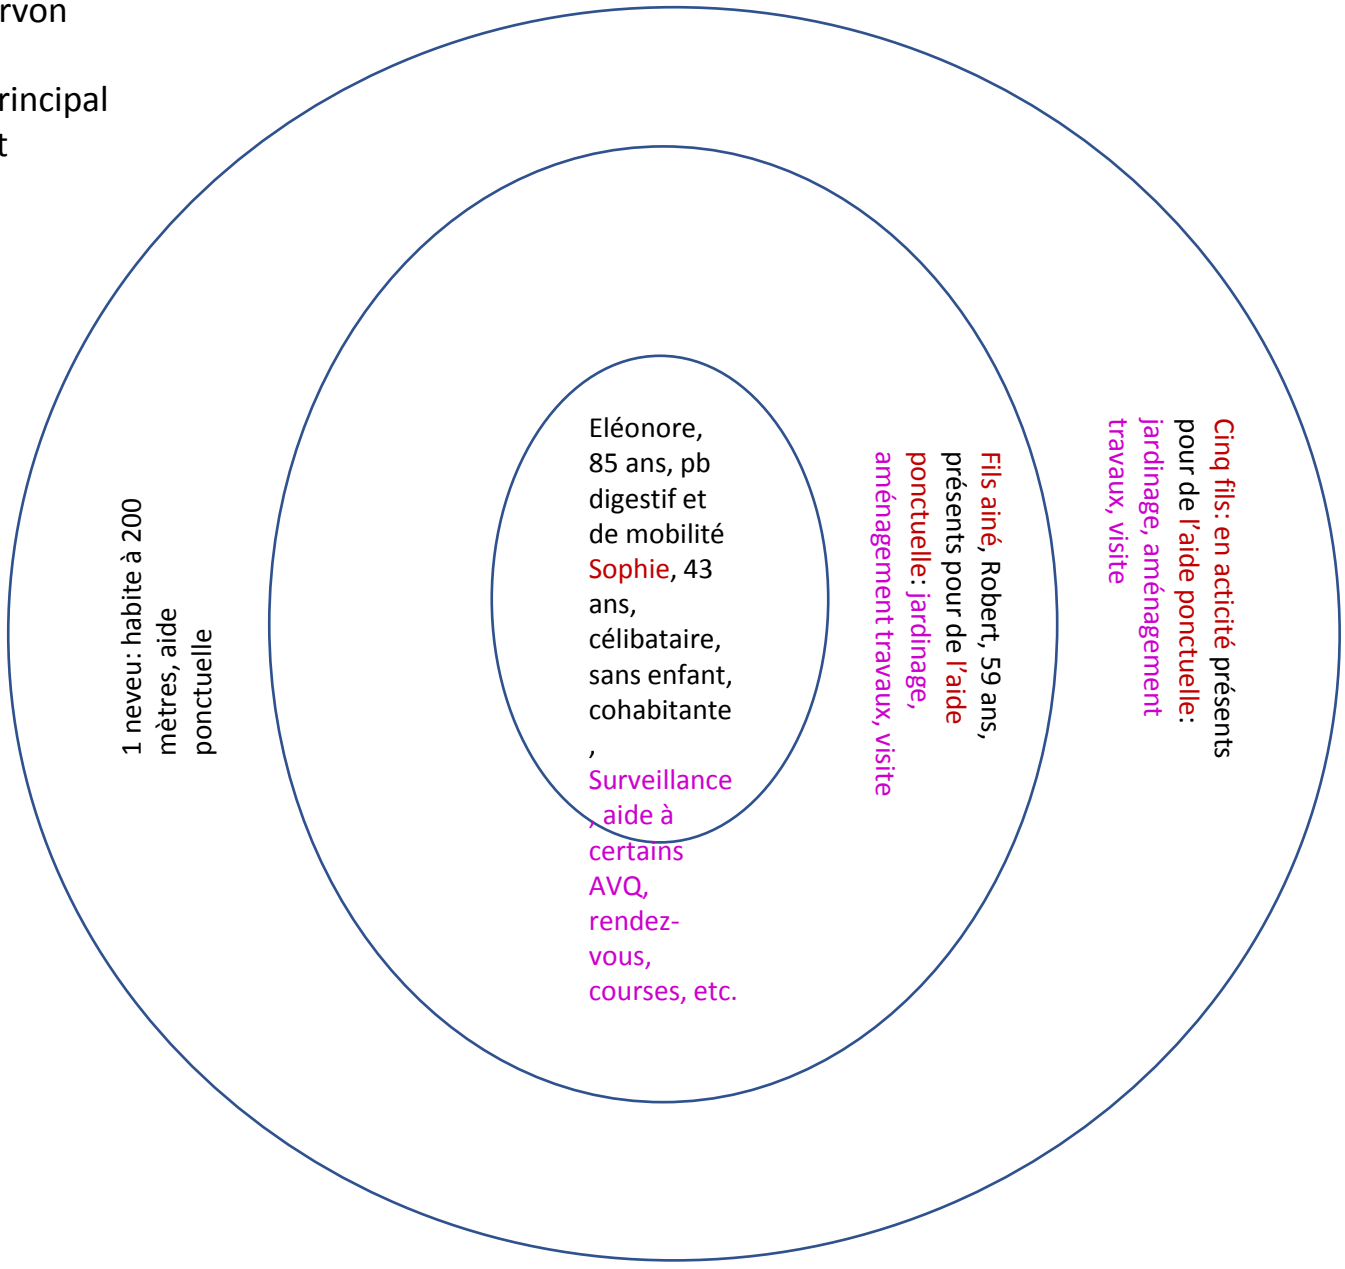 rvon
rincipal
t
Eléonore,
85 ans, pb
digestif et
de mobilité
Sophie, 43
ans,
célibataire,
sans enfant,
cohabitante
,
Surveillance
, aide à
certains
AVQ,
rendez-
vous,
courses, etc.
Fils ainé, Robert, 59 ans,
présents pour de l’aide
ponctuelle: jardinage,
aménagement travaux, visite
Cinq fils: en acticité présents
pour de l’aide ponctuelle:
jardinage, aménagement
travaux, visite
1 neveu: habite à 200
mètres, aide
ponctuelle